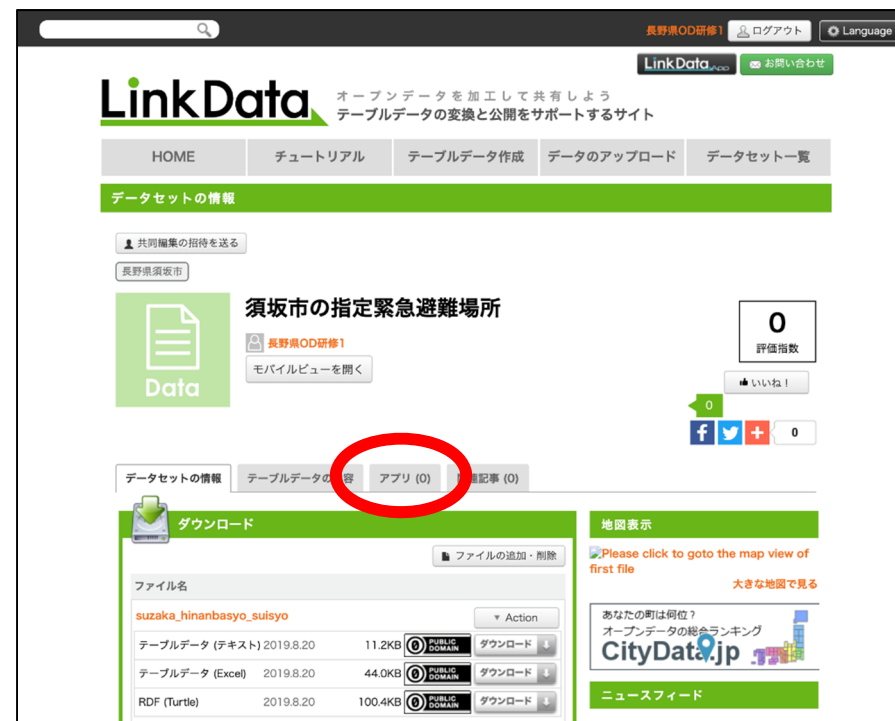 長野県OD研修1 ログアウト Language
LinkData App お問い合わせ
LinkData オープンデータを加工して共有しよう
テーブルデータの変換と公開をサポートするサイト
HOME チュートリアル テーブルデータ作成 データのアップロード データセット一覧
データセットの情報
共同編集の招待を送る
長野県須坂市
須坂市の指定緊急避難場所
長野県OD研修1
モバイルビューを開く
Data
0
評価指数
いいね！
0
0
データセットの情報 テーブルデータの 容 アプリ (0) 連記事 (0)
ダウンロード
ファイルの追加・削除
ファイル名
suzaka_hinanbasyo_suisyo Action
テーブルデータ (テキスト) 2019.8.20 11.2KB PUBLIC DOMAIN ダウンロード
テーブルデータ (Excel) 2019.8.20 44.0KB PUBLIC DOMAIN ダウンロード
RDF (Turtle) 2019.8.20 100.4KB PUBLIC DOMAIN ダウンロード
地図表示
Please click to goto the map view of
first file
大きな地図で見る
あなたの町は何位？
オープンデータの総合ランキング
CityData.jp
ニュースフィード